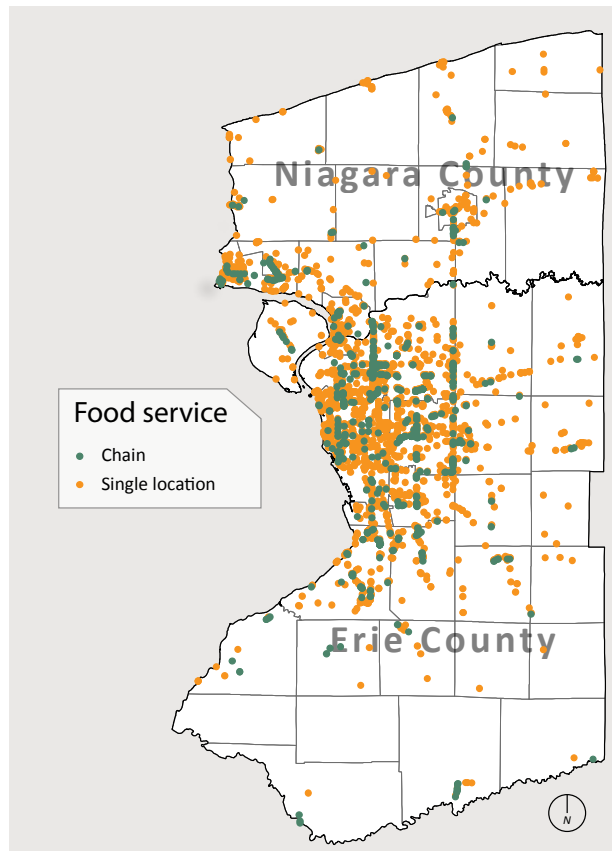 Niagara County
Food service
Chain
Single location
Erie County
N